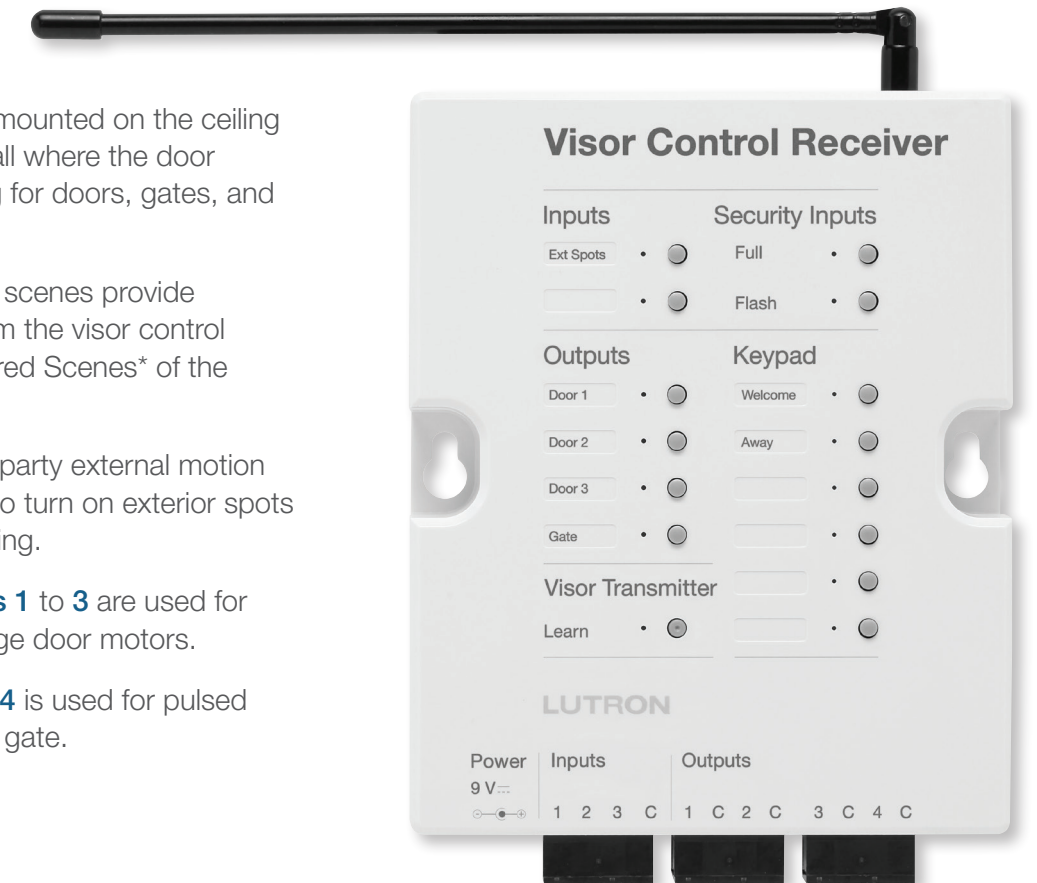 mounted on the ceiling
all where the door
g for doors, gates, and
scenes provide
m the visor control
red Scenes* of the
party external motion
o turn on exterior spots
ing.
s 1 to 3 are used for
ge door motors.
4 is used for pulsed
gate.
Visor Control Receiver
Inputs Security Inputs
Ext Spots Full
Flash
Outputs Keypad
Door 1 Welcome
Door 2 Away
Door 3
Gate
Visor Transmitter
Learn
LUTRON
Power Inputs Outputs
9 V
1 2 3 C 1 C 2 C 3 C 4 C